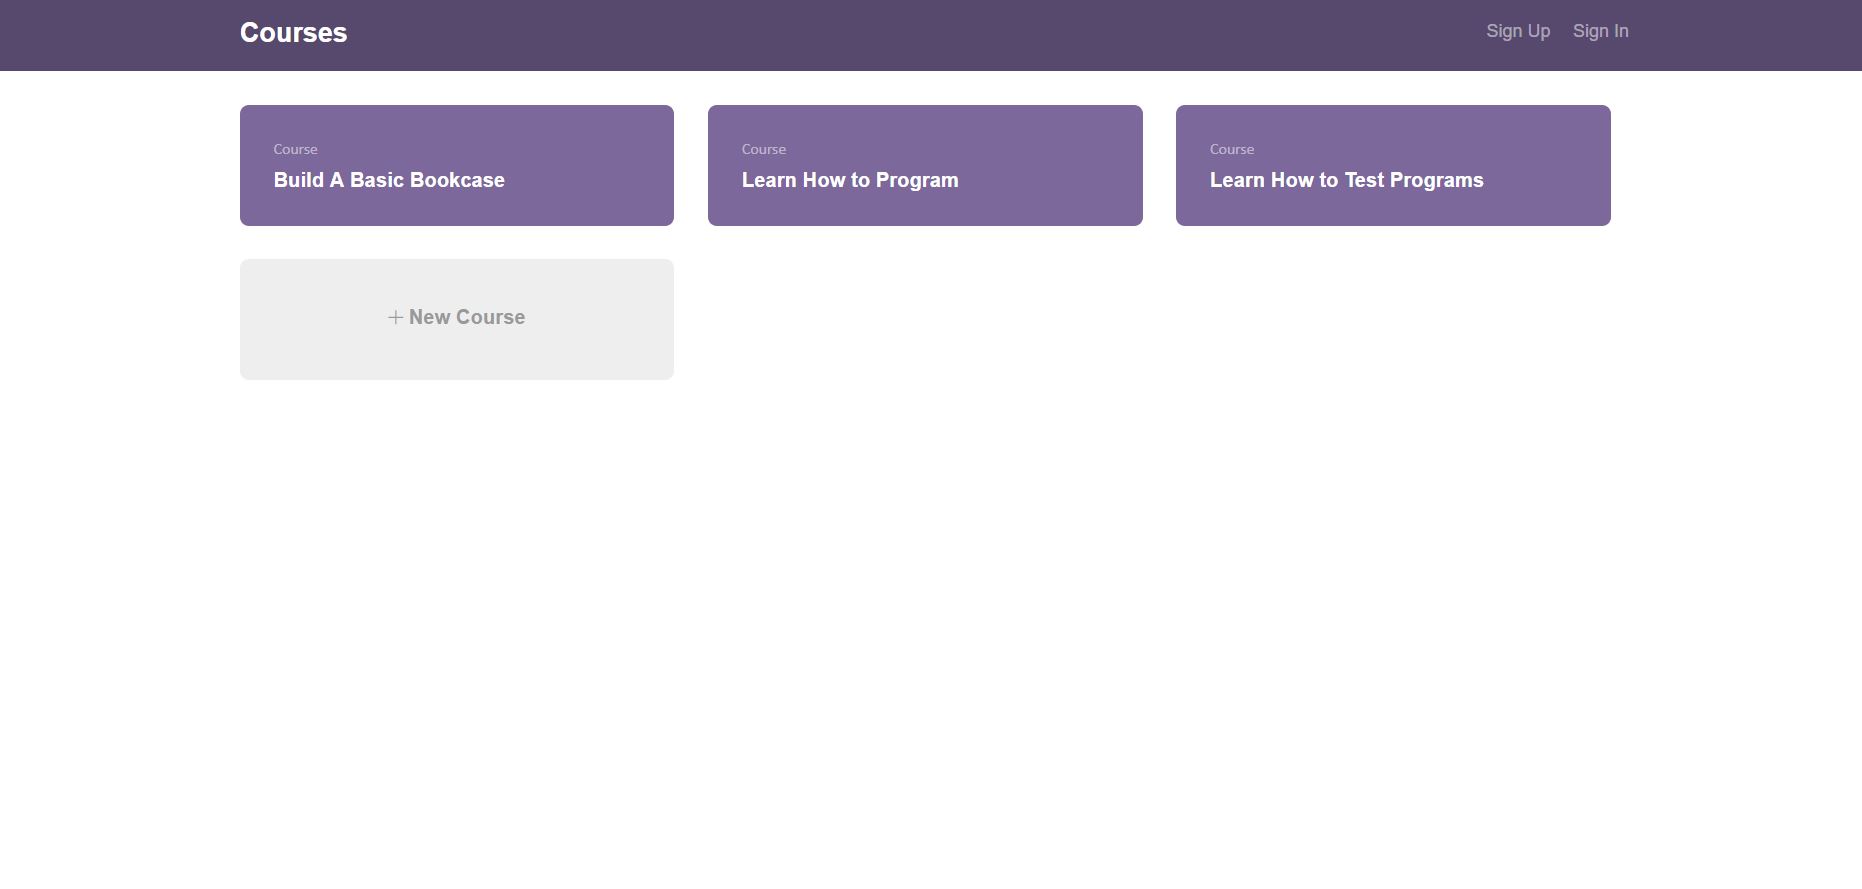 Courses
Sign Up Sign In
Course
Build A Basic Bookcase
Course
Learn How to Program
Course
Learn How to Test Programs
+ New Course